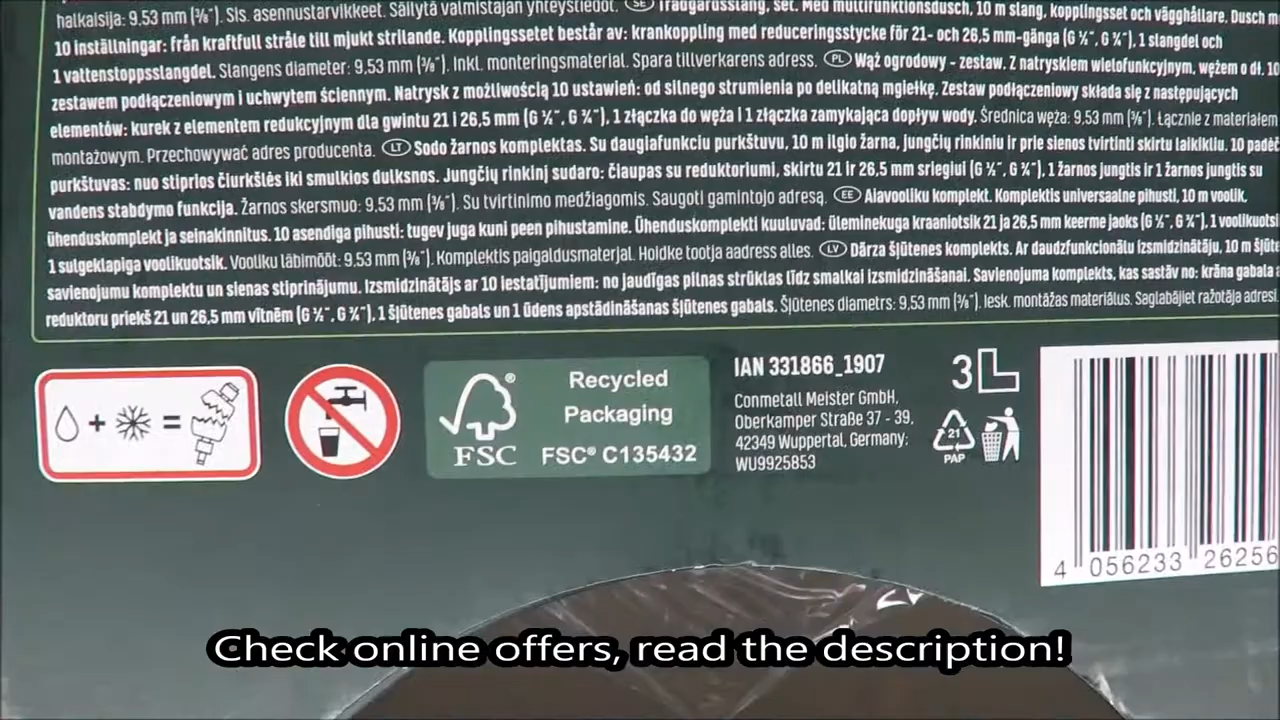 halkaisija: 9.53 mm (⅜"). Sis. asennustarvikkeet. Säilytä valmistajan yhteystiedot. SE Trädgårdsslang, set. Med multifunktionsdusch, 10 m slang, kopplingsset och vägghållare. Dusch m
10 inställningar: från kraftfull stråle till mjukt strilande. Kopplingssetet består av: krankoppling med reduceringsstycke för 21- och 26,5 mm-gänga (G ½", G ¾"), 1 slangdel och
1 vattenstoppsslangdel. Slangens diameter: 9,53 mm (⅜"). Inkl. monteringsmaterial. Spara tillverkarens adress. PL Wąż ogrodowy - zestaw. Z natryskiem wielofunkcyjnym, wężem o dł. 10
zestawem podłączeniowym i uchwytem ściennym. Natrysk z możliwością 10 ustawień: od silnego strumienia po delikatną mgiełkę. Zestaw podłączeniowy składa się z następujących
elementów: kurek z elementem redukcyjnym dla gwintu 21 i 26,5 mm (G ½", G ¾"), 1 złączka do węża i 1 złączka zamykająca dopływ wody. Średnica węża: 9,53 mm (⅜"). Łącznie z materiałem
montażowym. Przechowywać adres producenta. LT Sodo žarnos komplektas. Su daugiafunkciu purkštuvu, 10 m ilgio žarna, jungčių rinkiniu ir prie sienos tvirtinti skirtu laikikliu. 10 padėč
purkštuvas: nuo stiprios čiurkšlės iki smulkios dulksnos. Jungčių rinkinį sudaro: čiaupas su reduktoriumi, skirtu 21 ir 26,5 mm sriegiui (G ½", G ¾"), 1 žarnos jungtis ir 1 žarnos jungtis su
vandens stabdymo funkcija. Žarnos skersmuo: 9,53 mm (⅜"). Su tvirtinimo medžiagomis. Saugoti gamintojo adresą. EE Aiavooliku komplekt. Komplektis universaalne pihusti, 10 m voolik,
ühenduskomplekt ja seinakinnitus. 10 asendiga pihusti: tugev juga kuni peen pihustamine. Ühenduskomplekti kuuluvad: üleminekuga kraaniotsik 21 ja 26,5 mm keerme jaoks (G ½", G ¾"), 1 voolikuots
1 sulgeklapiga voolikuotsik. Vooliku läbimõõt: 9,53 mm (⅜"). Komplektis paigaldusmaterjal. Hoidke tootja aadress alles. LV Dārza šļūtenes komplekts. Ar daudzfunkcionālu izsmidzinātāju, 10 m šļūt
savienojumu komplektu un sienas stiprinājumu. Izsmidzinātājs ar 10 iestatījumiem: no jaudīgas pilnas strūklas līdz smalkai izsmidzināšanai. Savienojuma komplekts, kas sastāv no: krāna gabala
reduktoru priekš 21 un 26,5 mm vītnēm (G ½", G ¾"), 1 šļūtenes gabals un 1 ūdens apstādināšanas šļūtenes gabals. Šļūtenes diametrs: 9,53 mm (⅜"). Iesk. montāžas materiālus. Saglabājiet ražotāja adresi
+ =
FSC®
Recycled
Packaging
FSC® C135432
IAN 331866_1907
Conmetall Meister GmbH,
Oberkamper Straße 37 - 39,
42349 Wuppertal, Germany;
WU9925853
3
21
PAP
4 056233 26256
Check online offers, read the description!